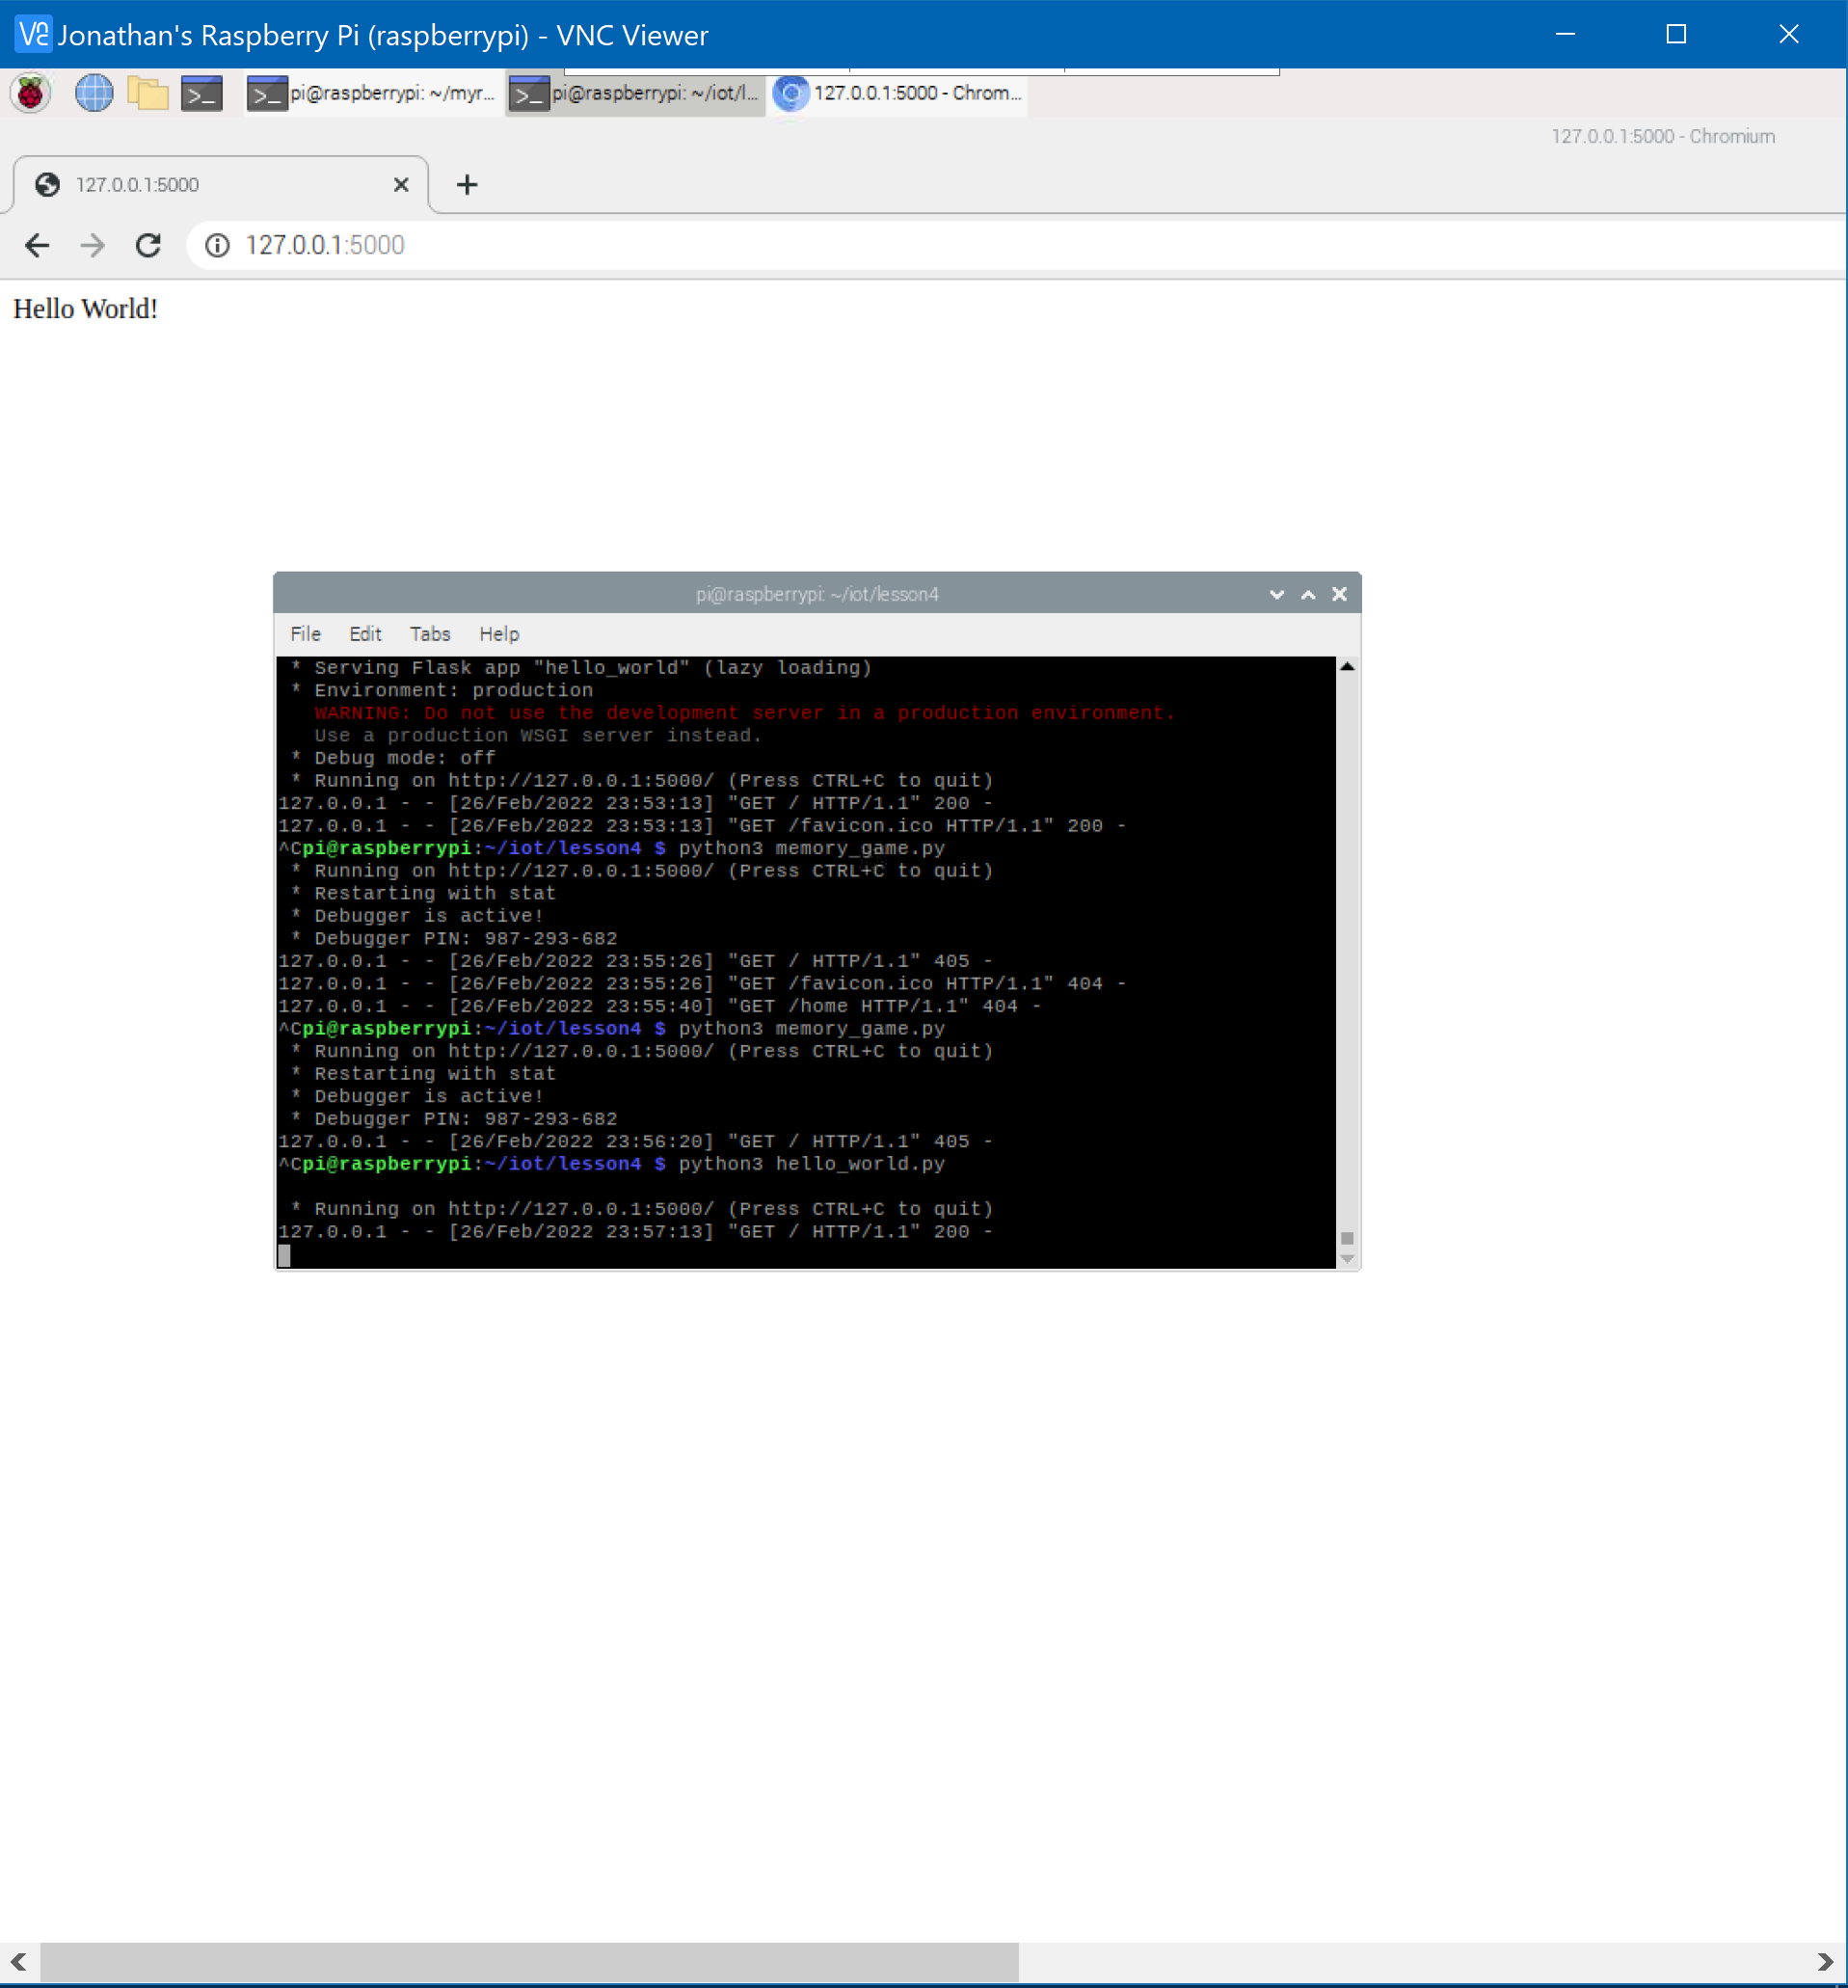 Jonathan's Raspberry Pi (raspberrypi) - VNC Viewer
pi@raspberrypi: ~/myr... pi@raspberrypi: ~/iot/l... 127.0.0.1:5000 - Chrom...
127.0.0.1:5000 - Chromium
127.0.0.1:5000
127.0.0.1:5000
Hello World!
pi@raspberrypi: ~/iot/lesson4
File Edit Tabs Help
* Serving Flask app "hello_world" (lazy loading)
* Environment: production
WARNING: Do not use the development server in a production environment.
Use a production WSGI server instead.
* Debug mode: off
* Running on http://127.0.0.1:5000/ (Press CTRL+C to quit)
127.0.0.1 - - [26/Feb/2022 23:53:13] "GET / HTTP/1.1" 200 -
127.0.0.1 - - [26/Feb/2022 23:53:13] "GET /favicon.ico HTTP/1.1" 200 -
^Cpi@raspberrypi:~/iot/lesson4 $ python3 memory_game.py
* Running on http://127.0.0.1:5000/ (Press CTRL+C to quit)
* Restarting with stat
* Debugger is active!
* Debugger PIN: 987-293-682
127.0.0.1 - - [26/Feb/2022 23:55:26] "GET / HTTP/1.1" 405 -
127.0.0.1 - - [26/Feb/2022 23:55:26] "GET /favicon.ico HTTP/1.1" 404 -
127.0.0.1 - - [26/Feb/2022 23:55:40] "GET /home HTTP/1.1" 404 -
^Cpi@raspberrypi:~/iot/lesson4 $ python3 memory_game.py
* Running on http://127.0.0.1:5000/ (Press CTRL+C to quit)
* Restarting with stat
* Debugger is active!
* Debugger PIN: 987-293-682
127.0.0.1 - - [26/Feb/2022 23:56:20] "GET / HTTP/1.1" 405 -
^Cpi@raspberrypi:~/iot/lesson4 $ python3 hello_world.py
* Running on http://127.0.0.1:5000/ (Press CTRL+C to quit)
127.0.0.1 - - [26/Feb/2022 23:57:13] "GET / HTTP/1.1" 200 -